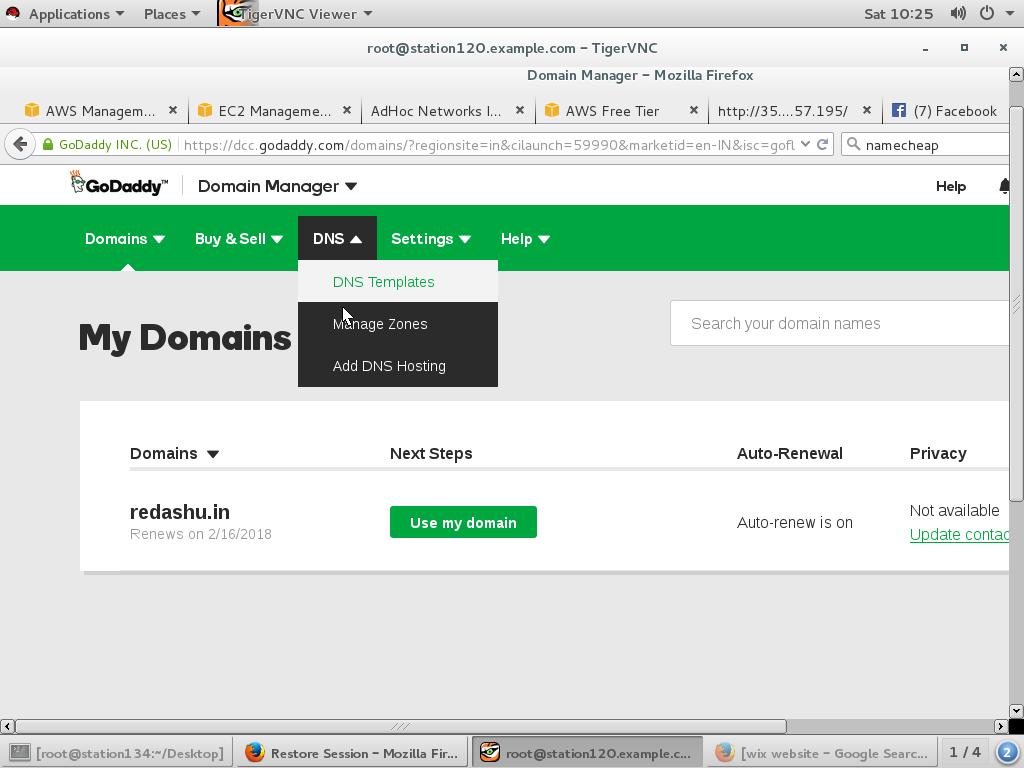 Applications Places TigerVNC Viewer Sat 10:25
root@station120.example.com – TigerVNC
Domain Manager – Mozilla Firefox
AWS Managem... EC2 Manageme... AdHoc Networks I... AWS Free Tier http://35....57.195/ (7) Facebook
GoDaddy INC. (US) https://dcc.godaddy.com/domains/?regionsite=in&cilaunch=59990&marketid=en-IN&isc=gofl namecheap
GoDaddy™ Domain Manager Help
Domains Buy & Sell DNS Settings Help
DNS Templates
Manage Zones
Add DNS Hosting
My Domains
Search your domain names
Domains Next Steps Auto-Renewal Privacy
redashu.in
Renews on 2/16/2018
Use my domain
Auto-renew is on
Not available
Update contac
[root@station134:~/Desktop] Restore Session – Mozilla Fir... root@station120.example.c... [wix website – Google Searc... 1 / 4 2